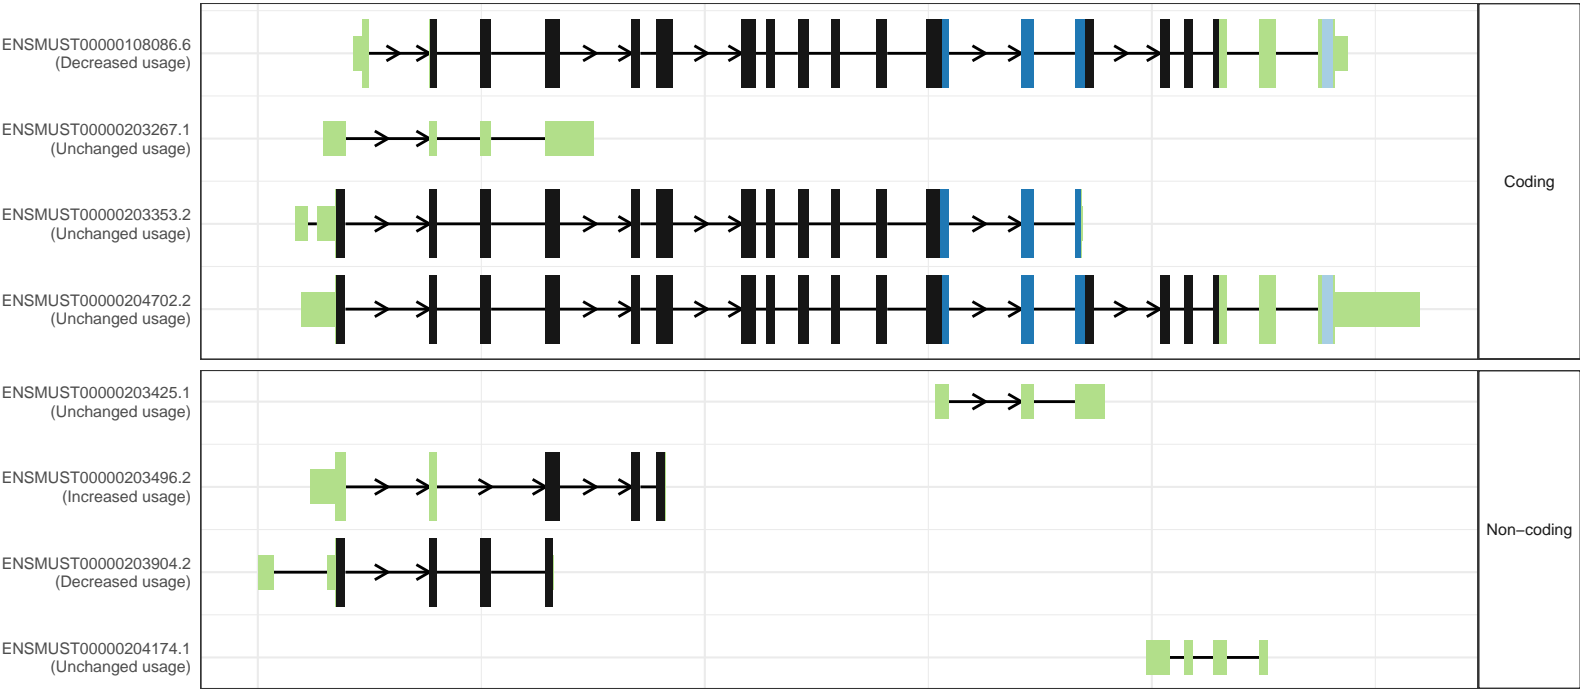 ENSMUST00000108086.6
(Decreased usage)
ENSMUST00000203267.1
(Unchanged usage)
ENSMUST00000203353.2
(Unchanged usage)
ENSMUST00000204702.2
(Unchanged usage)
Coding
ENSMUST00000203425.1
(Unchanged usage)
ENSMUST00000203496.2
(Increased usage)
ENSMUST00000203904.2
(Decreased usage)
ENSMUST00000204174.1
(Unchanged usage)
Non−coding